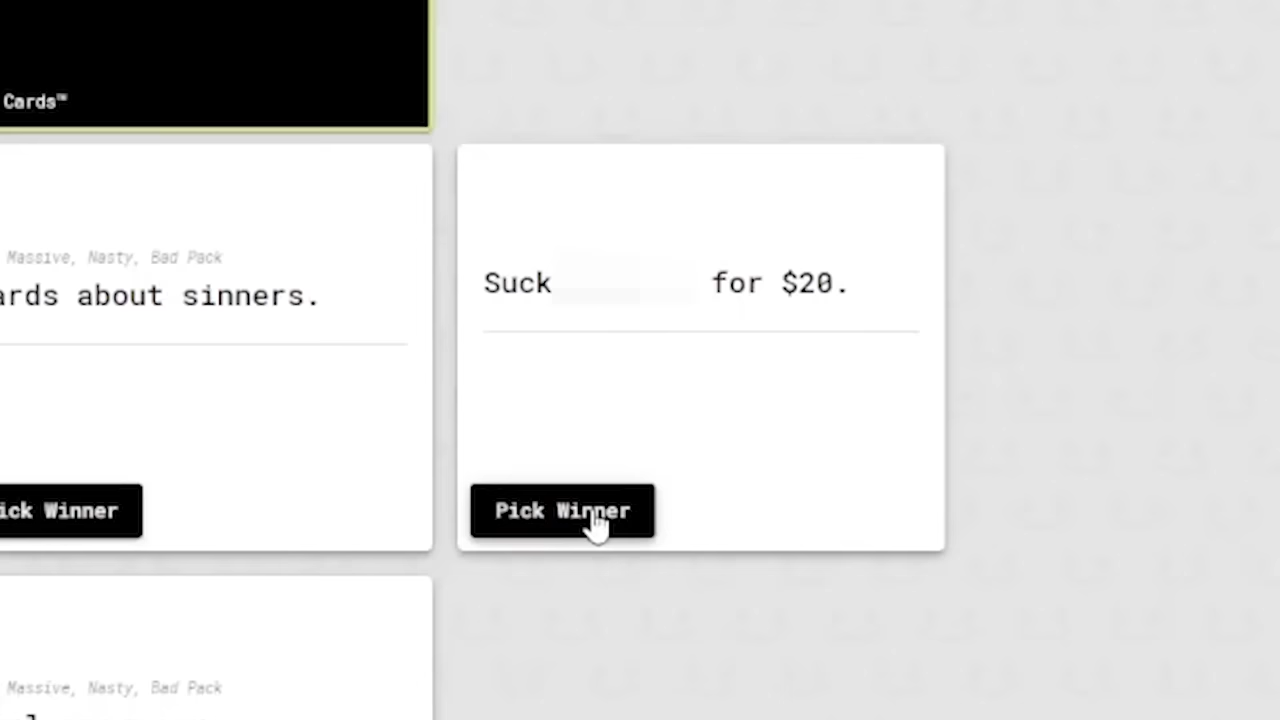 Cards™
Massive, Nasty, Bad Pack
ards about sinners.
Suck for $20.
ick Winner
Pick Winner
Massive, Nasty, Bad Pack